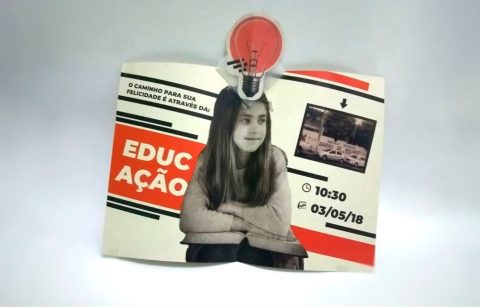 O CAMINHO PARA SUA
FELICIDADE É ATRAVÉS DA:
EDUC
AÇÃO
10:30
03/05/18